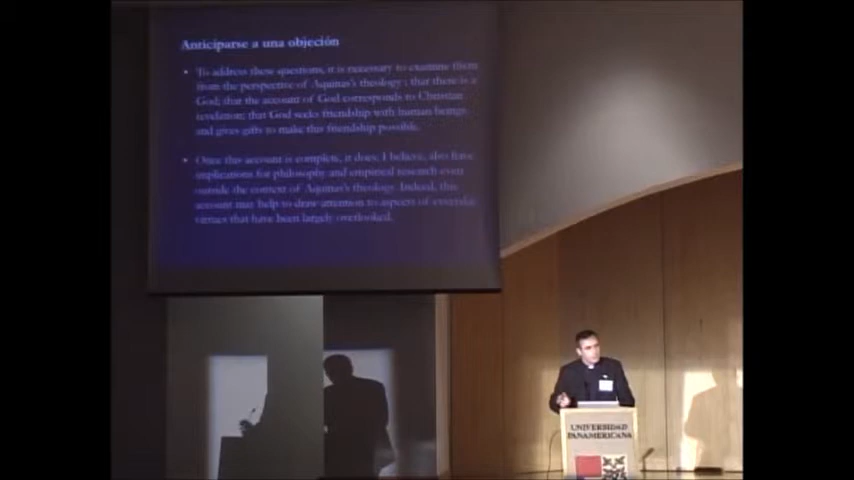 Anticiparse a una objeción
• To address these questions, it is necessary to examine them
from the perspective of Aquinas's theology: that there is a
God; that the account of God corresponds to Christian
revelation; that God seeks friendship with human beings
and gives gifts to make this friendship possible.
• Once this account is complete, it does, I believe, also have
implications for philosophy and empirical research even
outside the context of Aquinas's theology. Indeed, this
account may help to draw attention to aspects of everyday
virtues that have been largely overlooked.
UNIVERSIDAD
PANAMERICANA